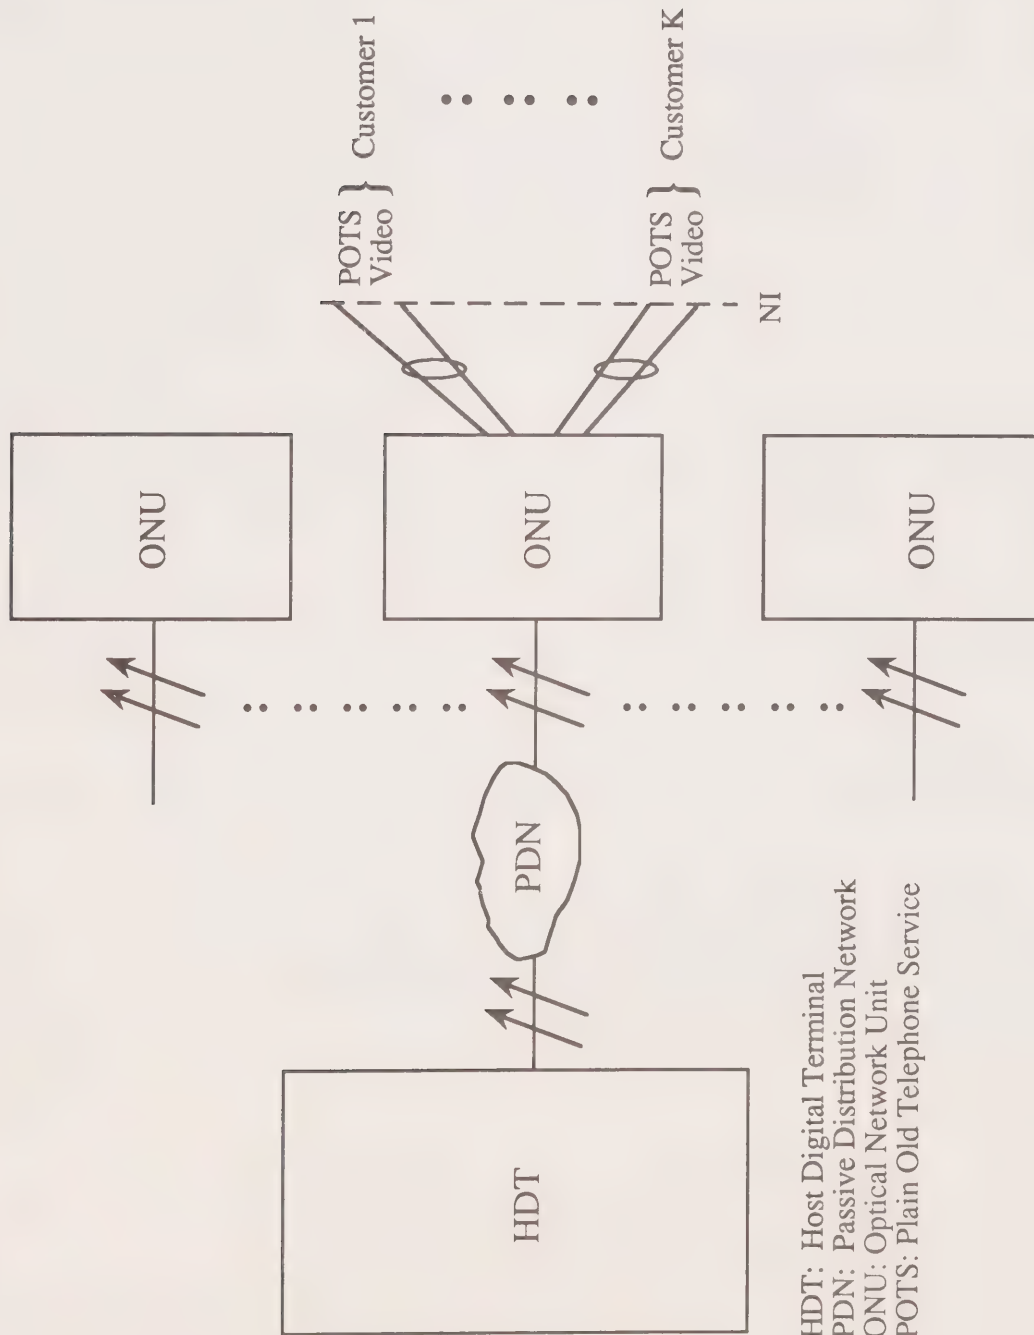 HDT
PDN
ONU
ONU
ONU
POTS
Video
} Customer 1
POTS
Video
} Customer K
NI
HDT: Host Digital Terminal
PDN: Passive Distribution Network
ONU: Optical Network Unit
POTS: Plain Old Telephone Service